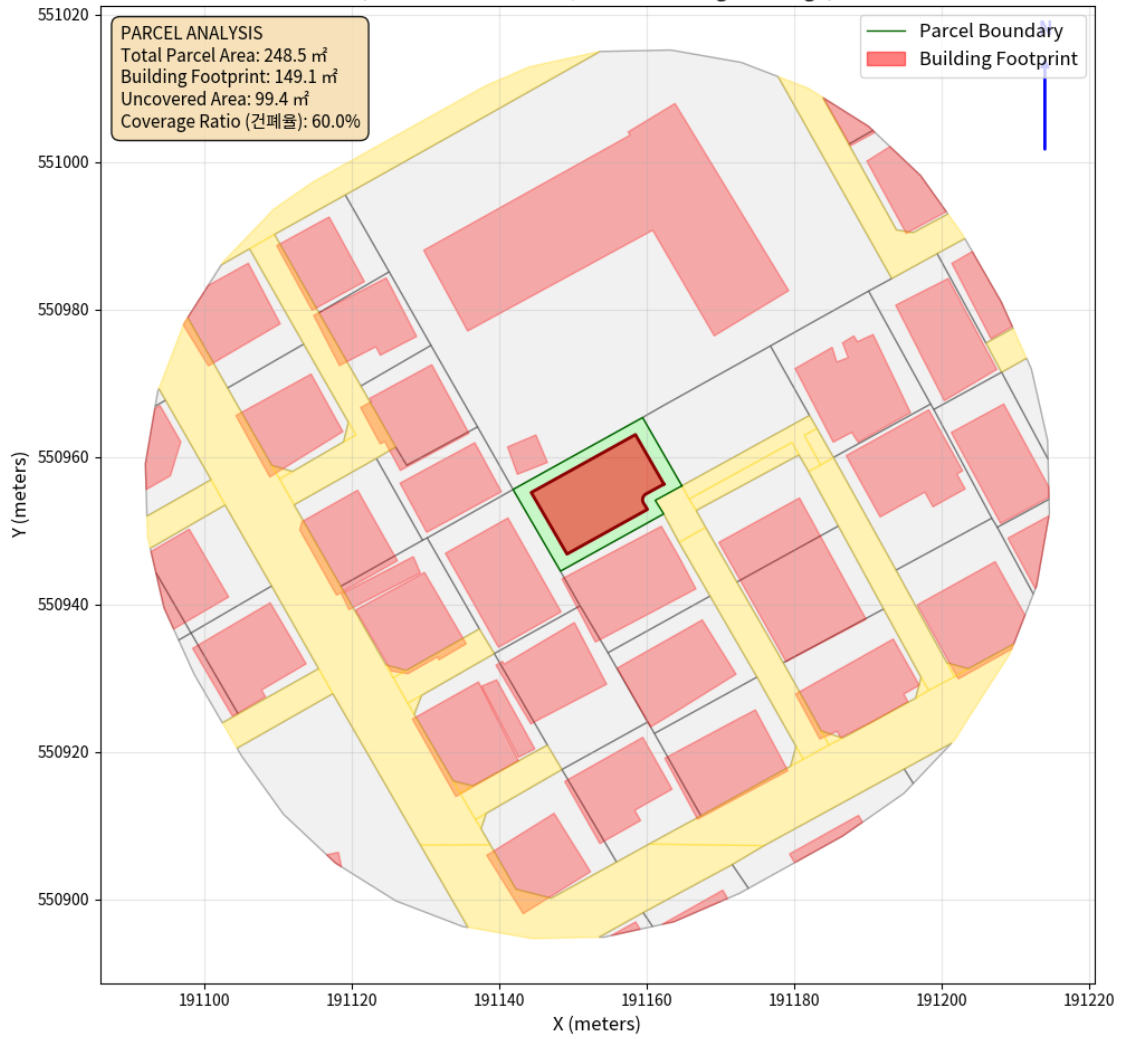 PARCEL ANALYSIS
Total Parcel Area: 248.5 ㎡
Building Footprint: 149.1 ㎡
Uncovered Area: 99.4 ㎡
Coverage Ratio (건폐율): 60.0%
Parcel Boundary
Building Footprint
N
551020
551000
550980
550960
550940
550920
550900
Y (meters)
191100
191120
191140
191160
191180
191200
191220
X (meters)